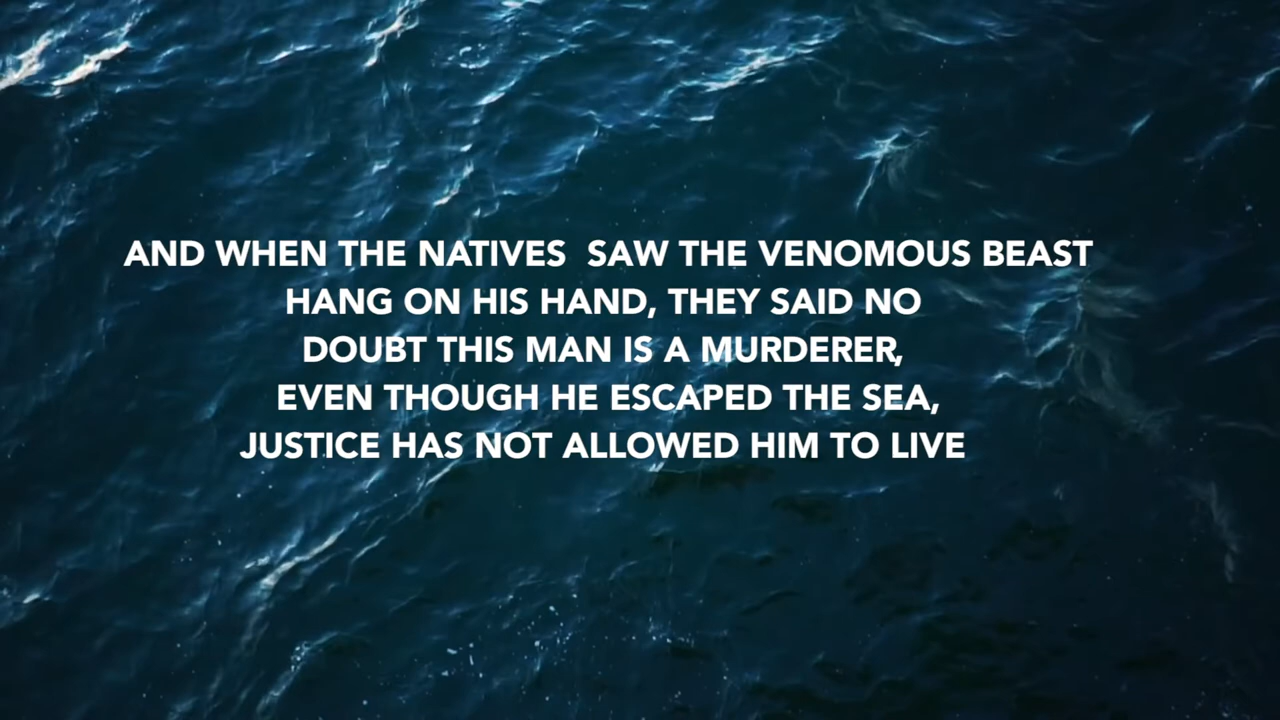 AND WHEN THE NATIVES  SAW THE VENOMOUS BEAST
HANG ON HIS HAND, THEY SAID NO
DOUBT THIS MAN IS A MURDERER,
EVEN THOUGH HE ESCAPED THE SEA,
JUSTICE HAS NOT ALLOWED HIM TO LIVE